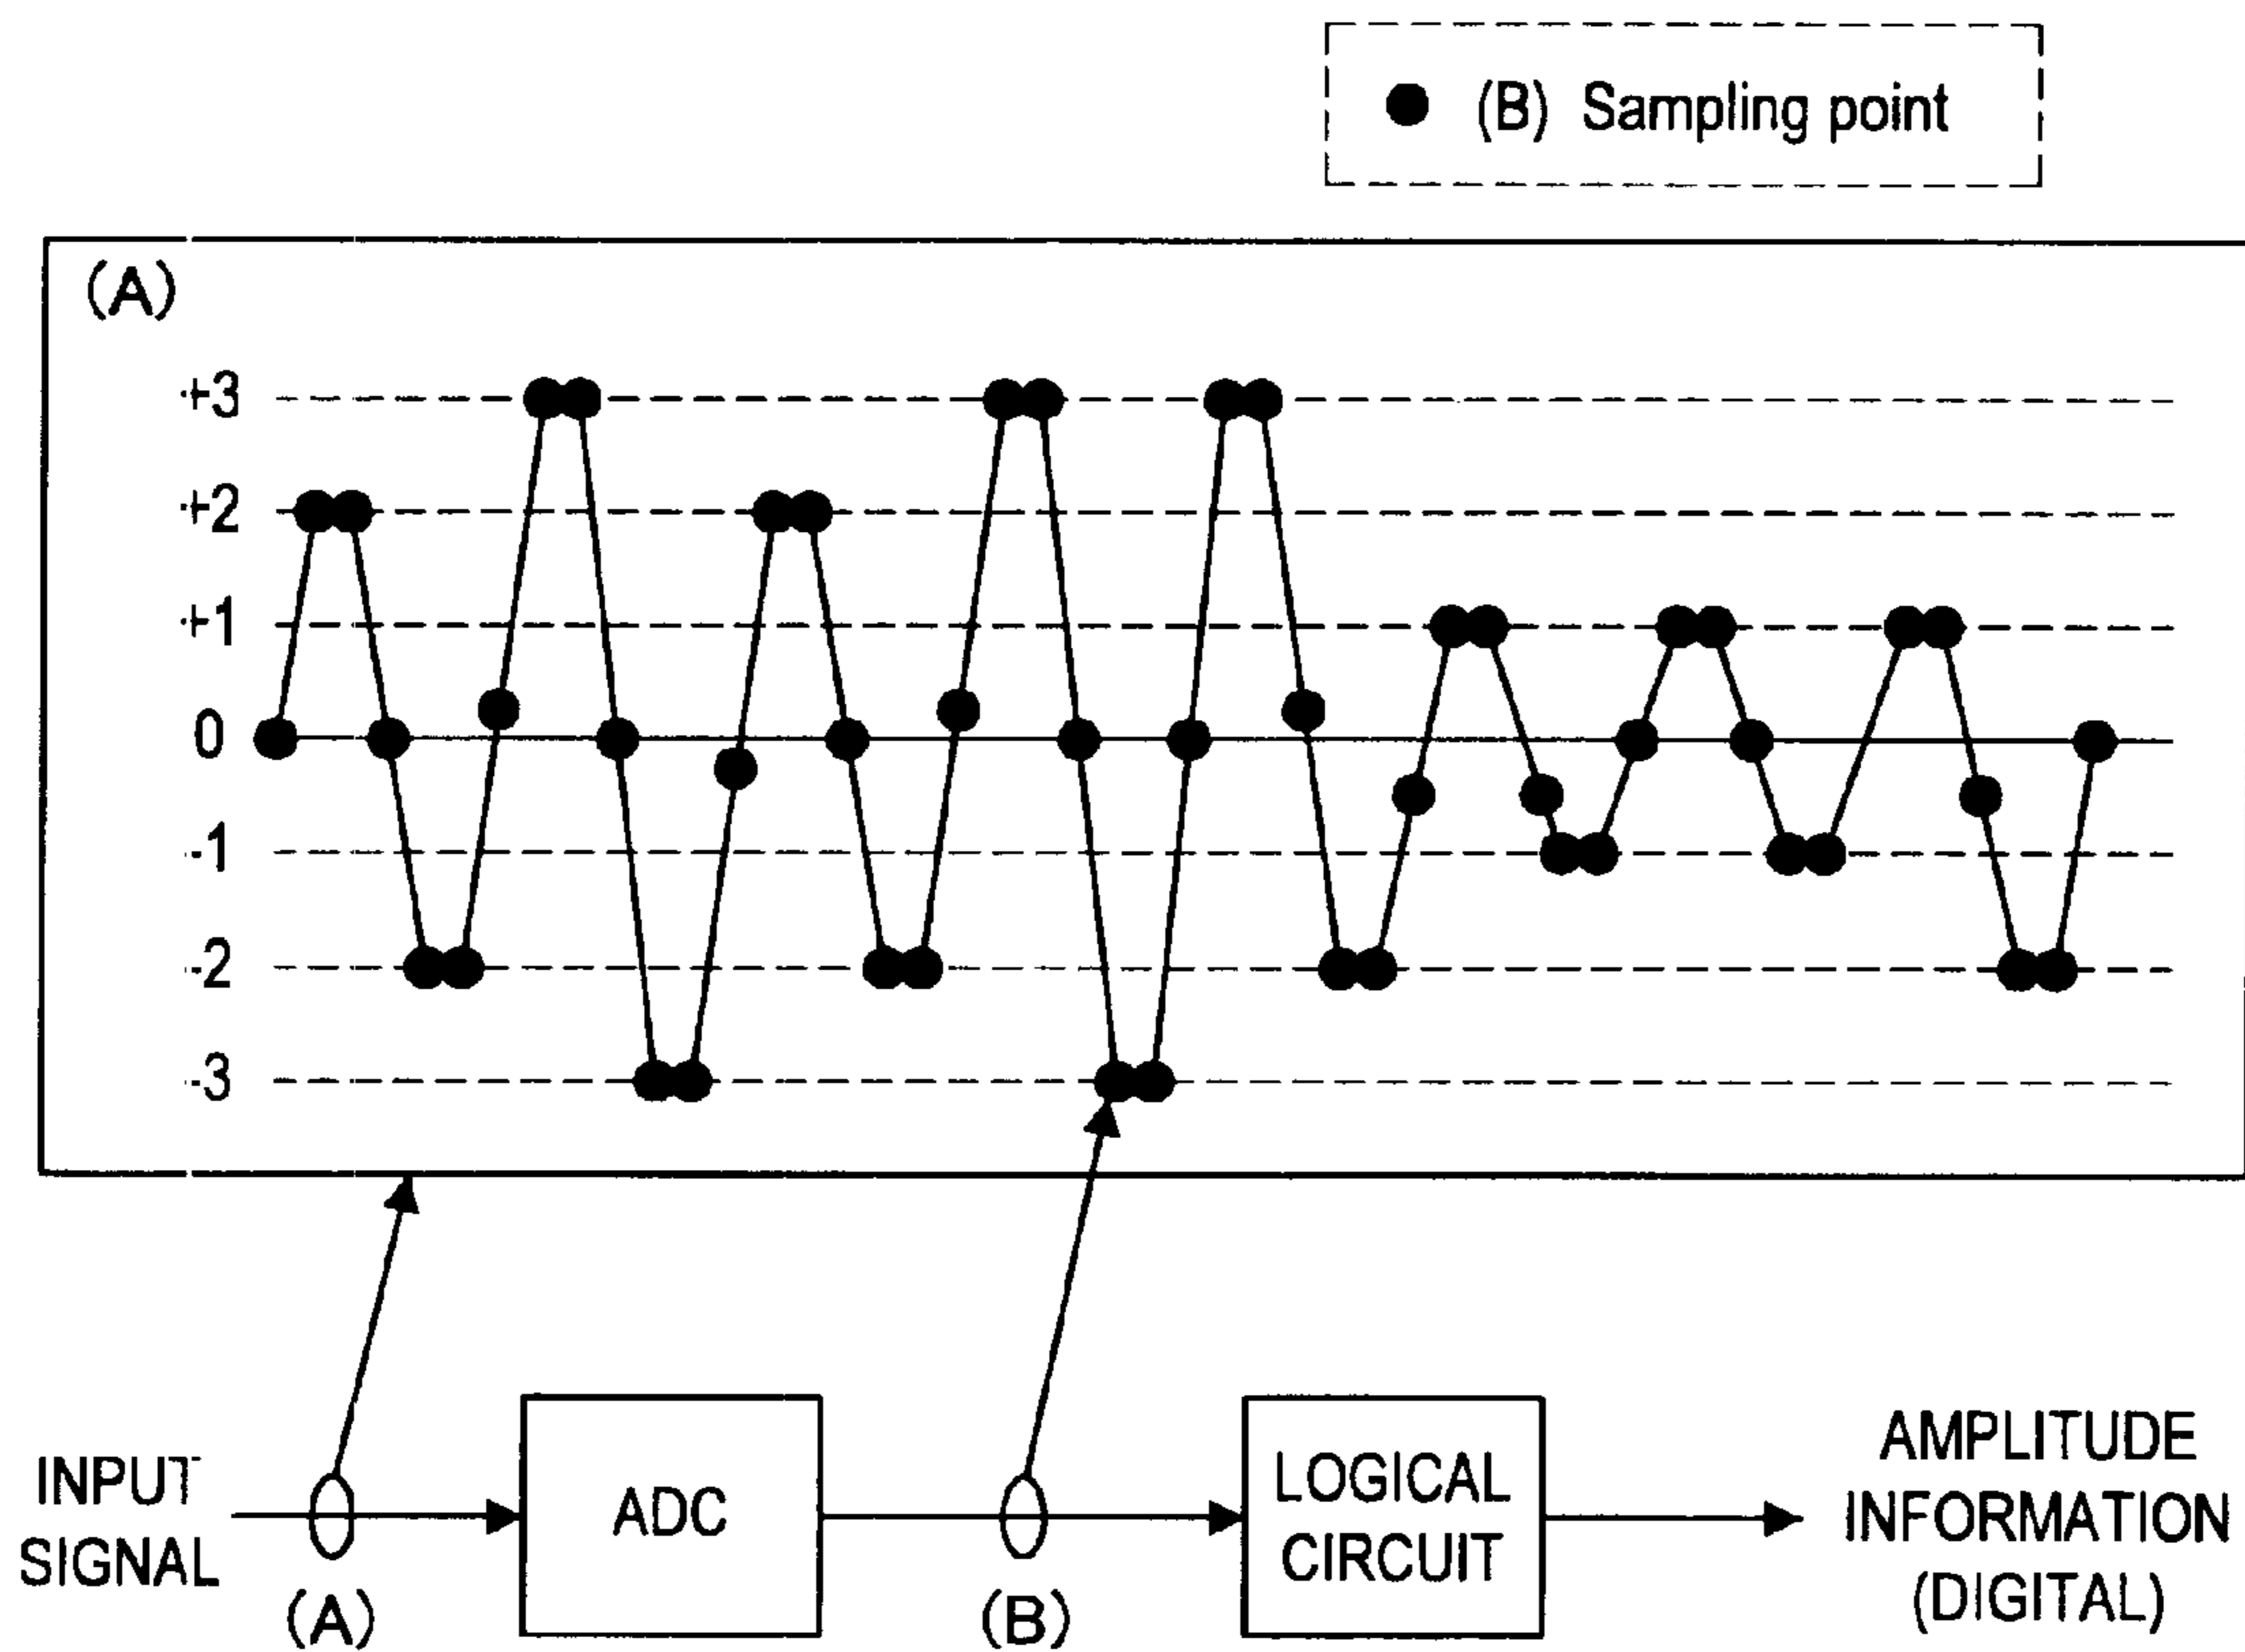 (B) Sampling point
(A)
+3
+2
+1
0
-1
-2
-3
INPUT
SIGNAL
(A)
ADC
(B)
LOGICAL
CIRCUIT
AMPLITUDE
INFORMATION
(DIGITAL)